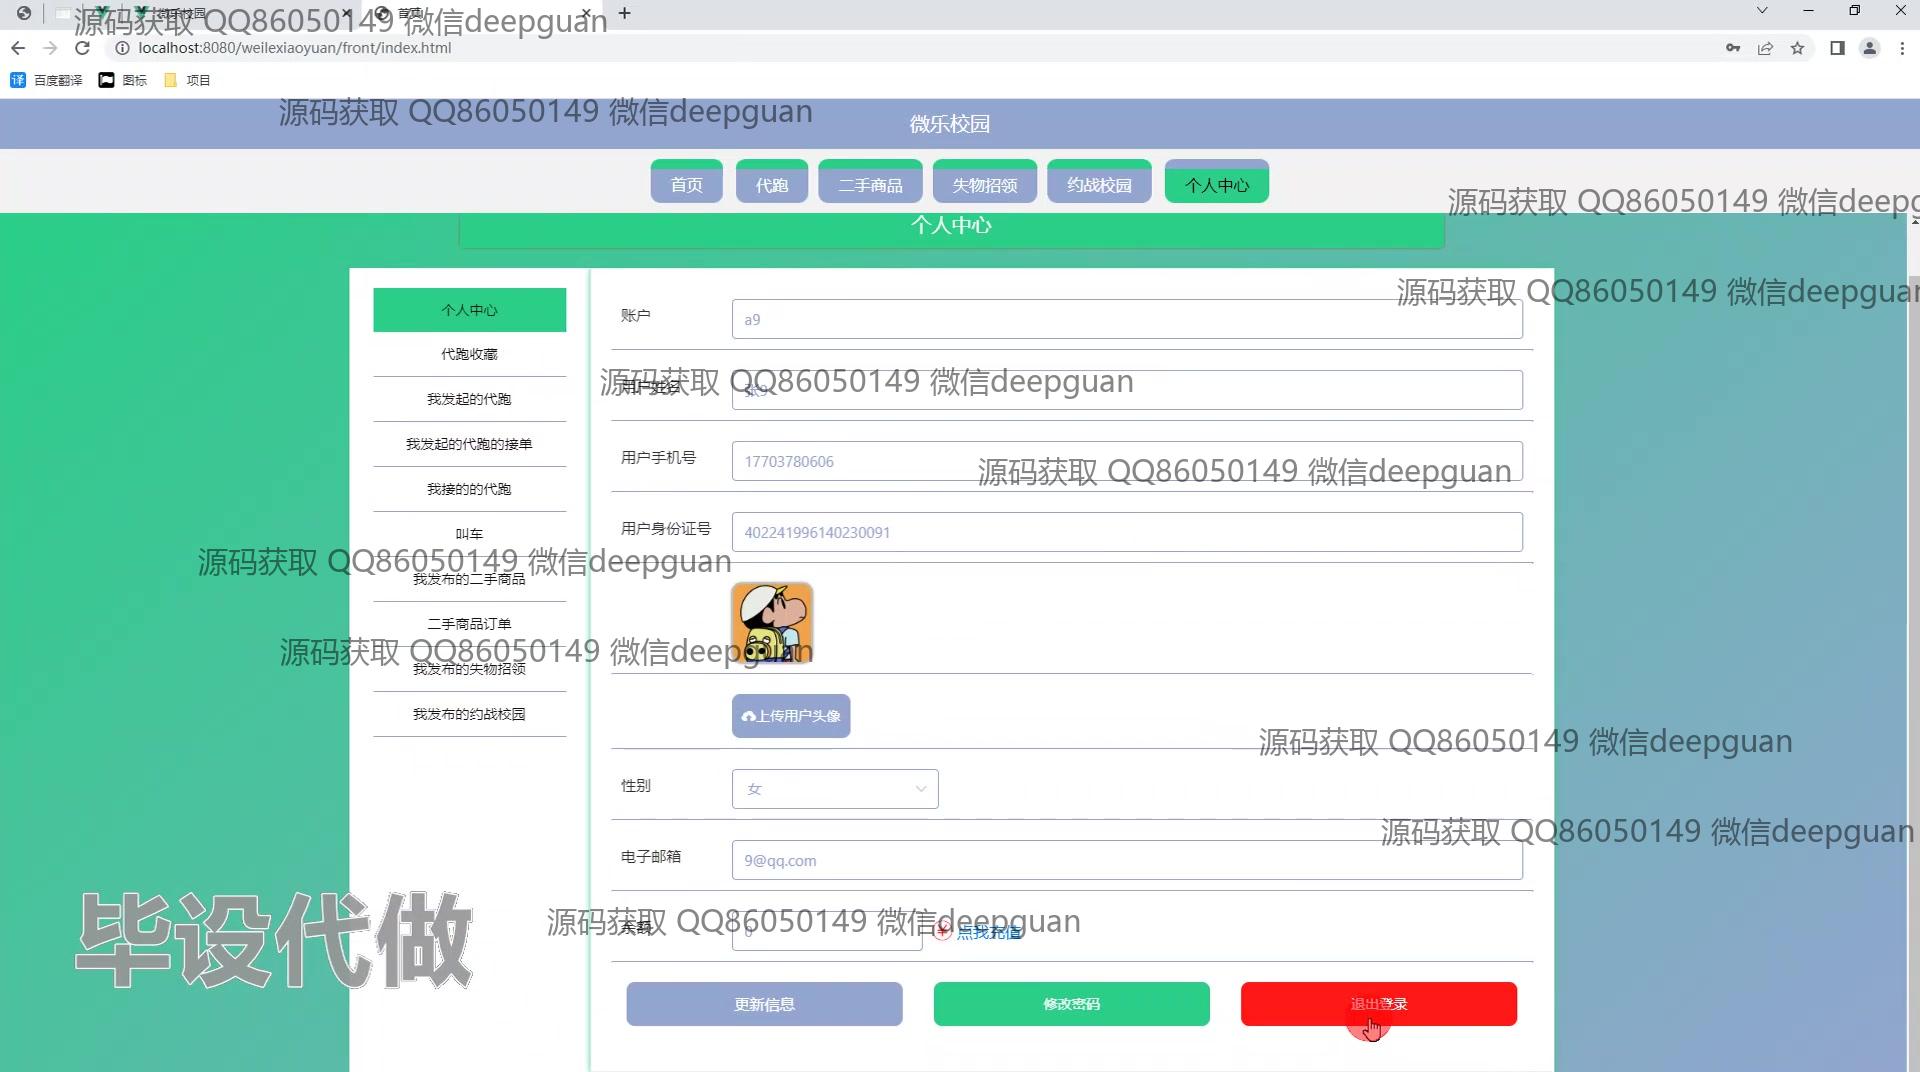 微乐校园
首页
localhost:8080/weilexiaoyuan/front/index.html
百度翻译 图标 项目
源码获取 QQ86050149 微信deepguan
源码获取 QQ86050149 微信deepguan
微乐校园
首页 代跑 二手商品 失物招领 约战校园 个人中心
源码获取 QQ86050149 微信deepg
个人中心
源码获取 QQ86050149 微信deepguan
个人中心
代跑收藏
我发起的代跑
我发起的代跑的接单
我接的的代跑
叫车
我发布的二手商品
二手商品订单
我发布的失物招领
我发布的约战校园
账户 a9
用户姓名 张9
源码获取 QQ86050149 微信deepguan
用户手机号 17703780606
源码获取 QQ86050149 微信deepguan
用户身份证号 402241996140230091
源码获取 QQ86050149 微信deepguan
源码获取 QQ86050149 微信deepguan
上传用户头像
源码获取 QQ86050149 微信deepguan
性别 女
源码获取 QQ86050149 微信deepguan
电子邮箱 9@qq.com
余额 0 点我充值
源码获取 QQ86050149 微信deepguan
更新信息 修改密码 退出登录
毕设代做